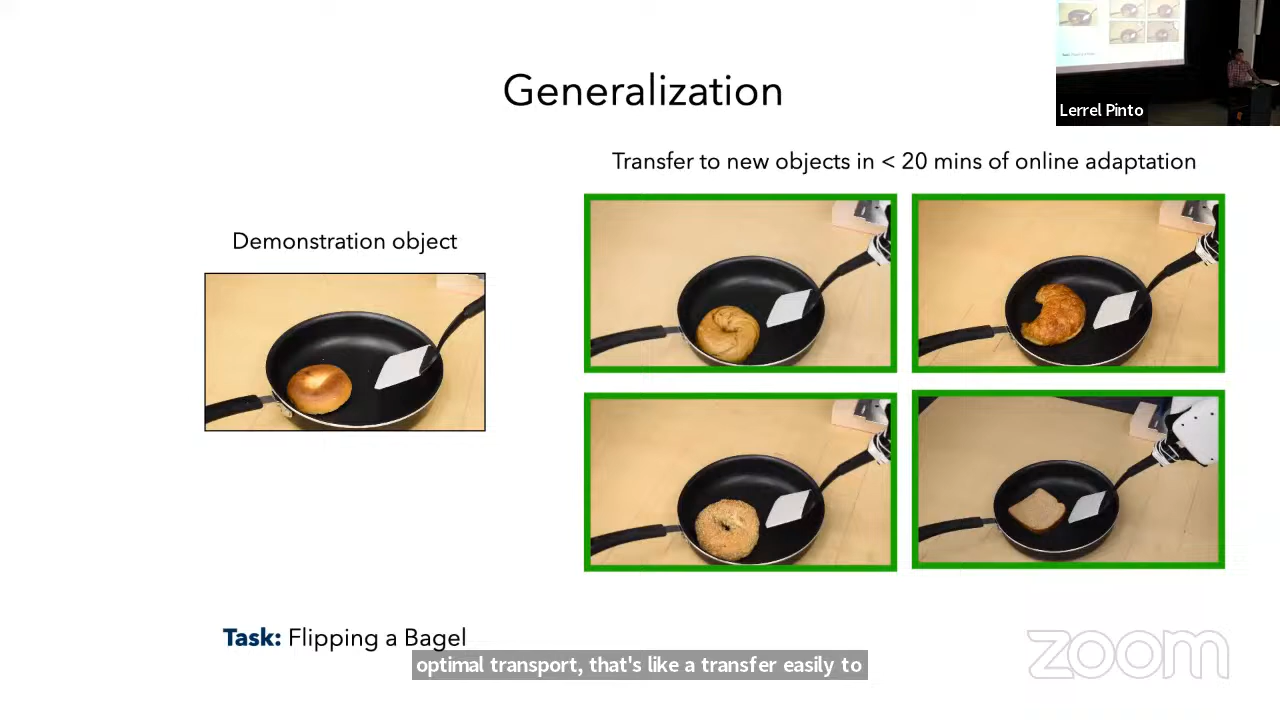 Generalization
Lerrel Pinto
Transfer to new objects in < 20 mins of online adaptation
Demonstration object
Task: Flipping a Bagel
optimal transport, that's like a transfer easily to
zoom